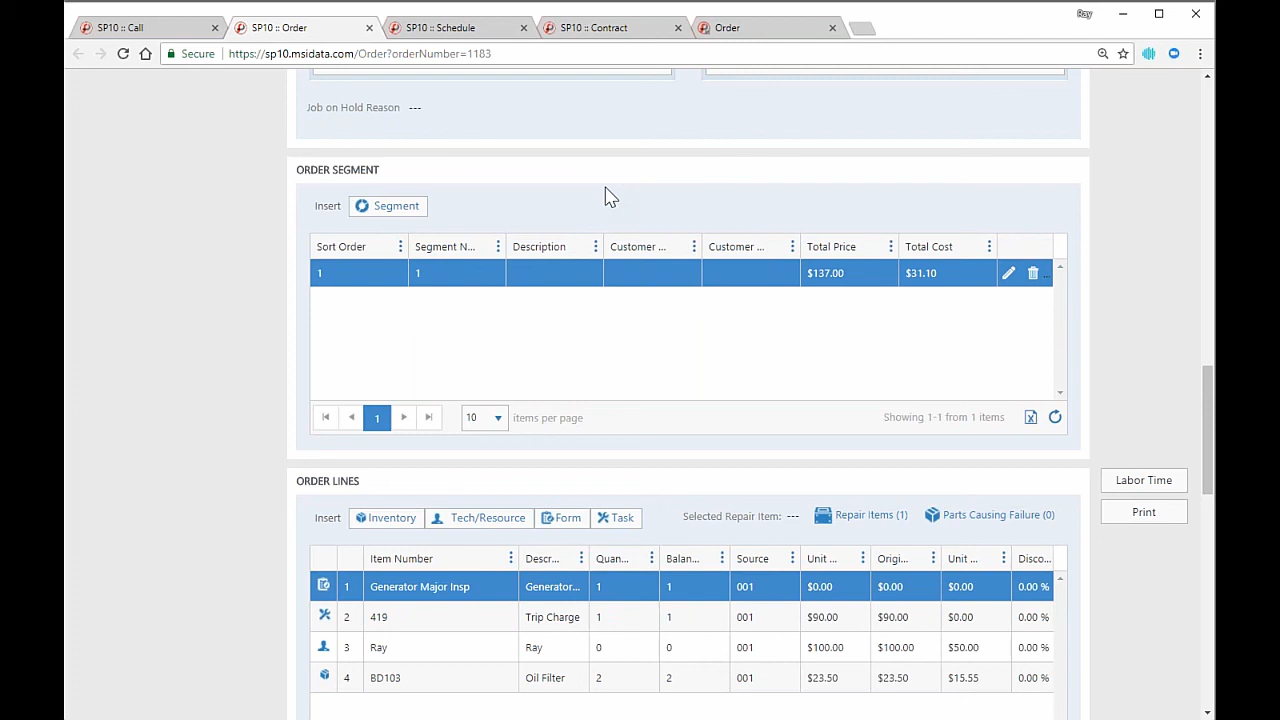 Ray
SP10 :: Call
SP10 :: Order
SP10 :: Schedule
SP10 :: Contract
Order
Secure
https://sp10.msidata.com/Order?orderNumber=1183
Job on Hold Reason ---
ORDER SEGMENT
Insert Segment
Sort Order Segment N... Description Customer ... Customer ... Total Price Total Cost
1 1 $137.00 $31.10 ...
1 10 items per page Showing 1-1 from 1 items
ORDER LINES
Labor Time
Insert Inventory Tech/Resource Form Task Selected Repair Item: --- Repair Items (1) Parts Causing Failure (0)
Print
Item Number Descr... Quan... Balan... Source Unit ... Origi... Unit ... Disco...
1 Generator Major Insp Generator... 1 1 001 $0.00 $0.00 $0.00 0.00 %
2 419 Trip Charge 1 1 001 $90.00 $90.00 $0.00 0.00 %
3 Ray Ray 0 0 001 $100.00 $100.00 $50.00 0.00 %
4 BD103 Oil Filter 2 2 001 $23.50 $23.50 $15.55 0.00 %